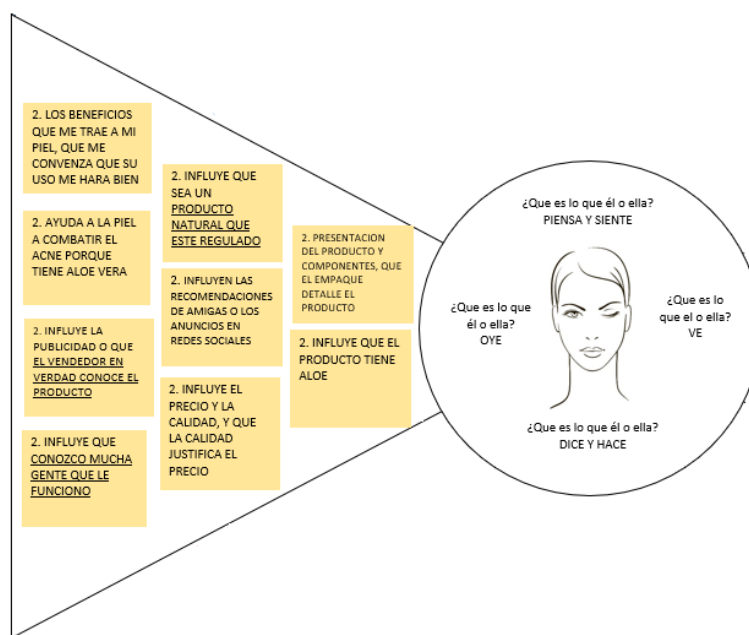 2. LOS BENEFICIOS
QUE ME TRAE A MI
PIEL, QUE ME
CONVENZA QUE SU
USO ME HARA BIEN
2. AYUDA A LA PIEL
A COMBATIR EL
ACNE PORQUE
TIENE ALOE VERA
2. INFLUYE LA
PUBLICIDAD O QUE
EL VENDEDOR EN
VERDAD CONOCE EL
PRODUCTO
2. INFLUYE QUE
CONOZCO MUCHA
GENTE QUE LE
FUNCIONO
2. INFLUYE QUE
SEA UN
PRODUCTO
NATURAL QUE
ESTE REGULADO
2. INFLUYEN LAS
RECOMENDACIONES
DE AMIGAS O LOS
ANUNCIOS EN
REDES SOCIALES
2. INFLUYE EL
PRECIO Y LA
CALIDAD, Y QUE
LA CALIDAD
JUSTIFICA EL
PRECIO
2. PRESENTACION
DEL PRODUCTO Y
COMPONENTES, QUE
EL EMPAQUE
DETALLE EL
PRODUCTO
2. INFLUYE QUE EL
PRODUCTO TIENE
ALOE
¿Que es lo que él o ella?
PIENSA Y SIENTE
¿Que es lo que
él o ella?
OYE
¿Que es lo
que el o ella?
VE
¿Que es lo que él o ella?
DICE Y HACE